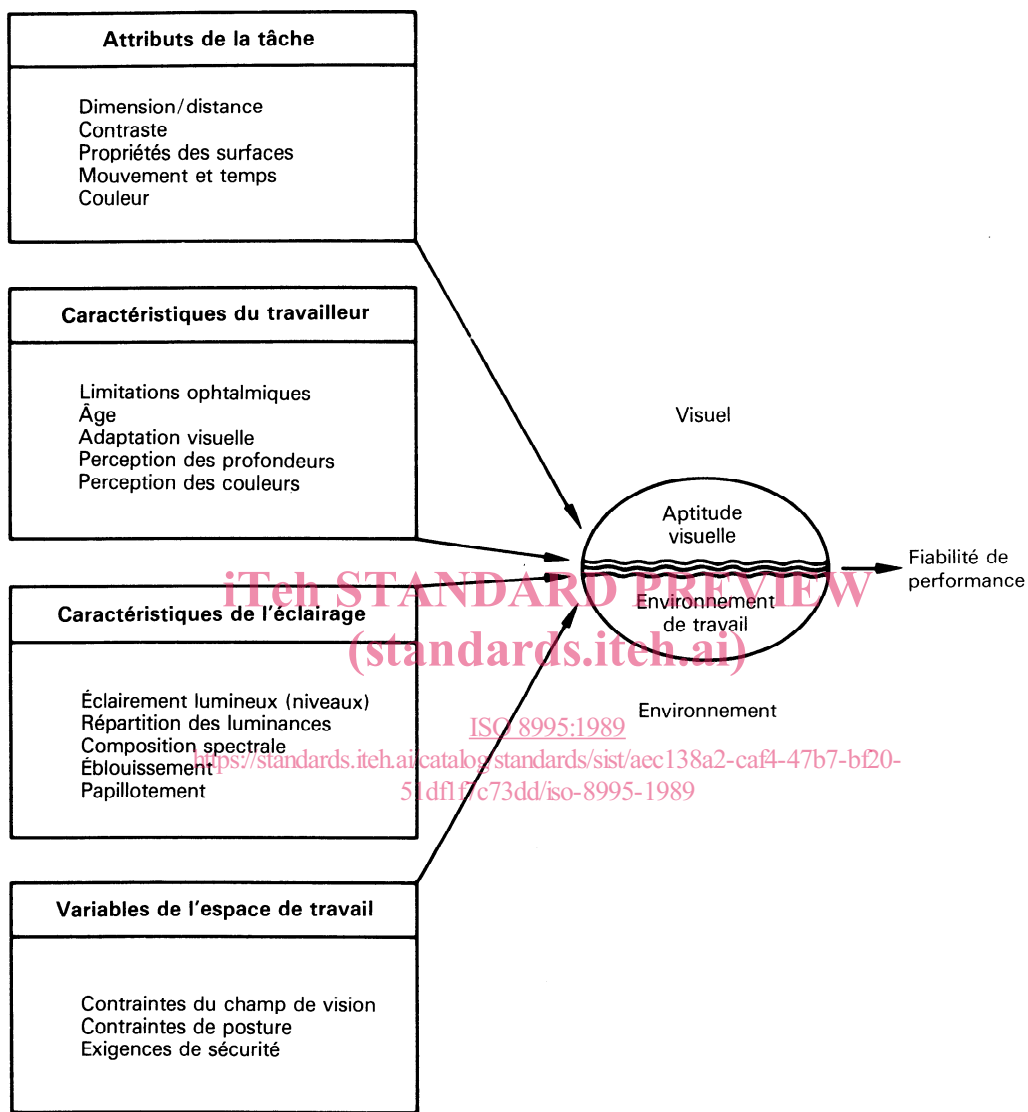 Attributs de la tâche
Dimension/distance
Contraste
Propriétés des surfaces
Mouvement et temps
Couleur
Caractéristiques du travailleur
Limitations ophtalmiques
Âge
Adaptation visuelle
Perception des profondeurs
Perception des couleurs
Caractéristiques de l'éclairage
Éclairement lumineux (niveaux)
Répartition des luminances
Composition spectrale
Éblouissement
Papillotement
Variables de l'espace de travail
Contraintes du champ de vision
Contraintes de posture
Exigences de sécurité
Visuel
Aptitude
visuelle
Environnement
de travail
Environnement
Fiabilité de
performance
iTeh STANDARD PREVIEW
(standards.iteh.ai)
ISO 8995:1989
https://standards.iteh.ai/catalog/standards/sist/aec138a2-caf4-47b7-bf20-
51df1f7c73dd/iso-8995-1989